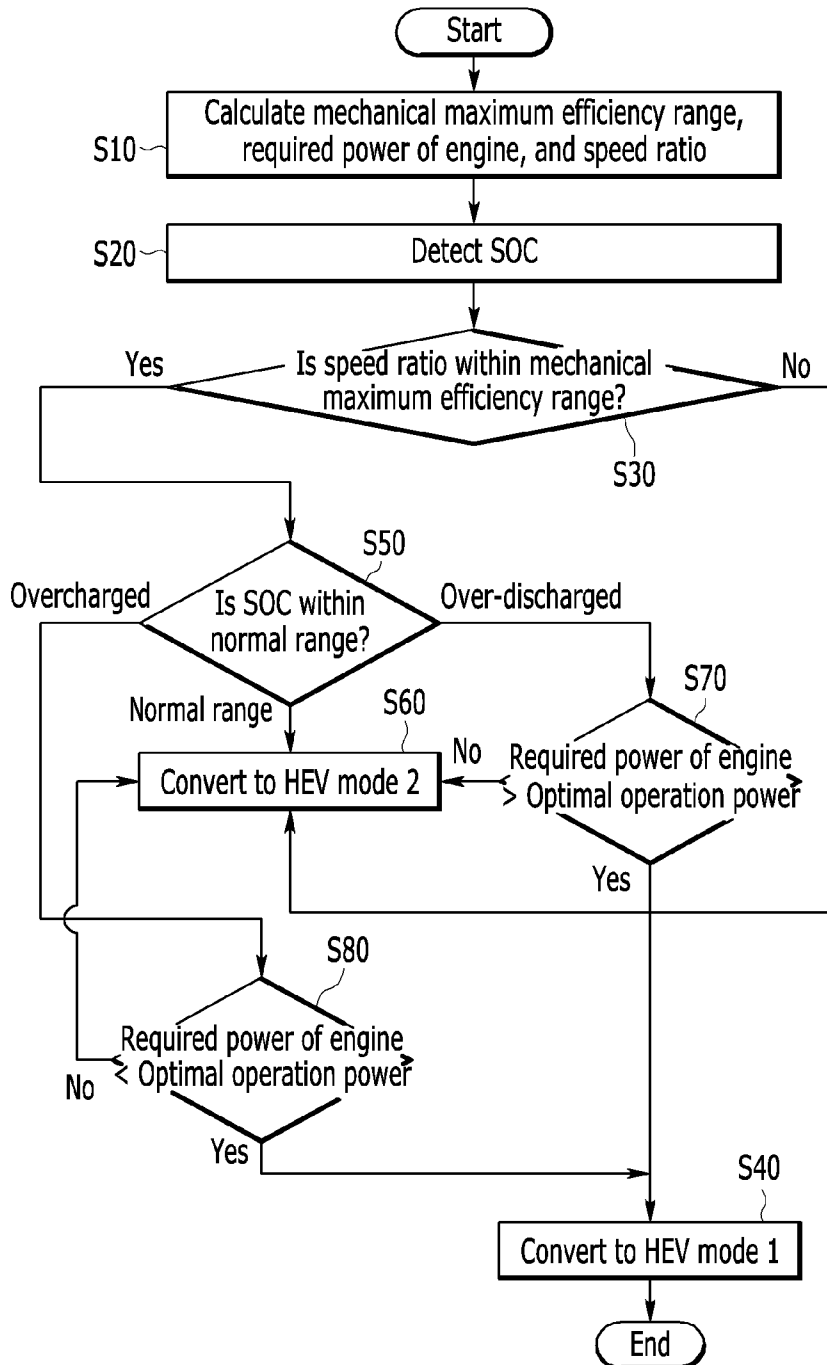 Start
Calculate mechanical maximum efficiency range,
required power of engine, and speed ratio
S10
Detect SOC
S20
Yes
Is speed ratio within mechanical
maximum efficiency range?
No
S30
S50
Overcharged
Is SOC within
normal range?
Over-discharged
Normal range
S60
S70
Convert to HEV mode 2
No
Required power of engine
> Optimal operation power
Yes
S80
Required power of engine
< Optimal operation power
No
Yes
S40
Convert to HEV mode 1
End